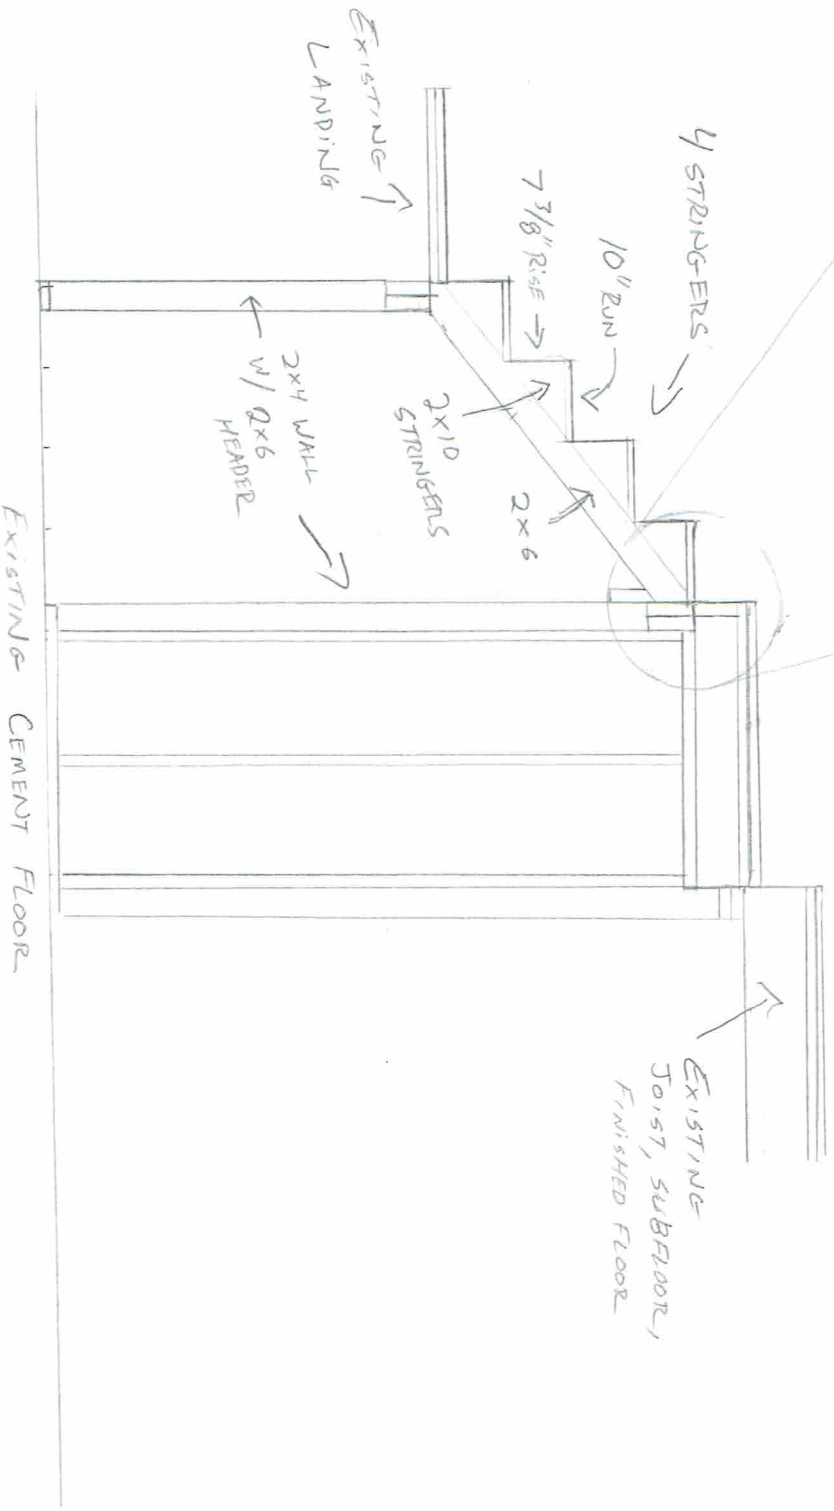 EXISTING
LANDING
4 STRINGERS
7 3/8" RISE
10" RUN
2x10
STRINGERS
2x6
2x4 WALL
W/ 2x6
HEADER
EXISTING
JOIST, SUBFLOOR,
FINISHED FLOOR
EXISTING CEMENT FLOOR